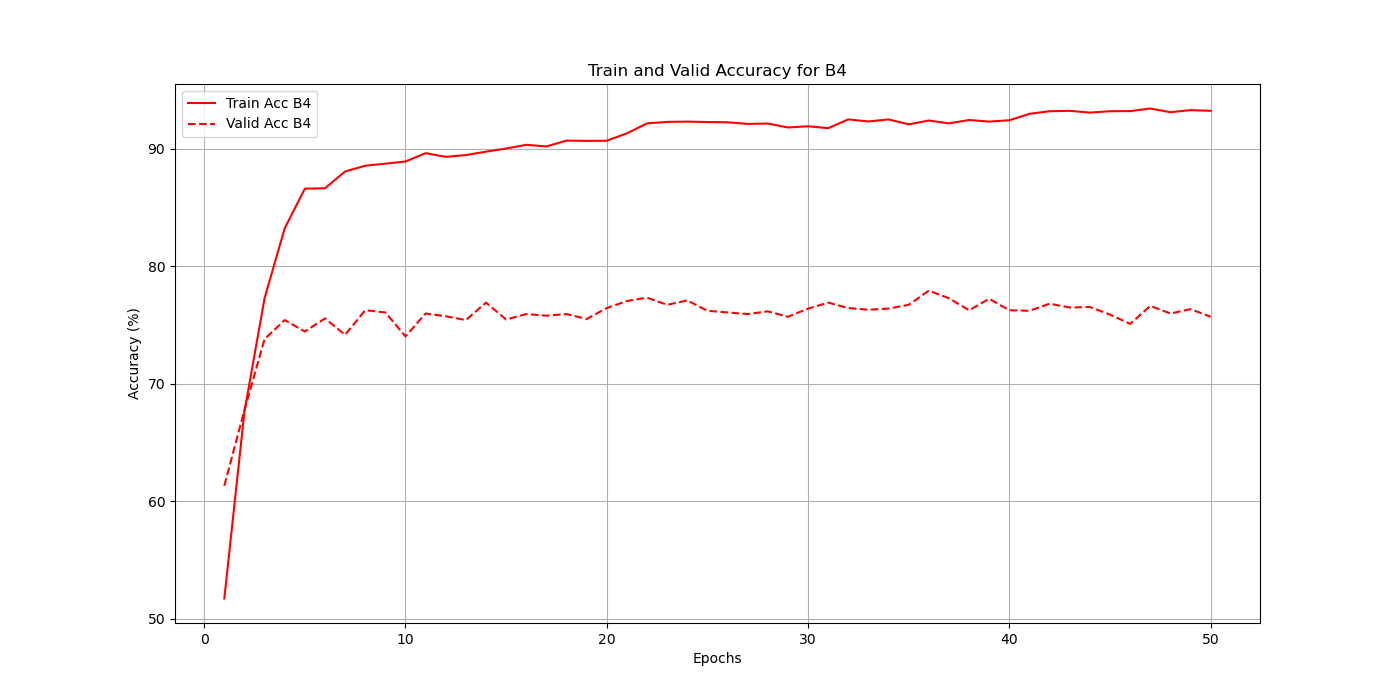 Train and Valid Accuracy for B4
Train Acc B4
Valid Acc B4
90
80
70
60
50
Accuracy (%)
0 10 20 30 40 50
Epochs